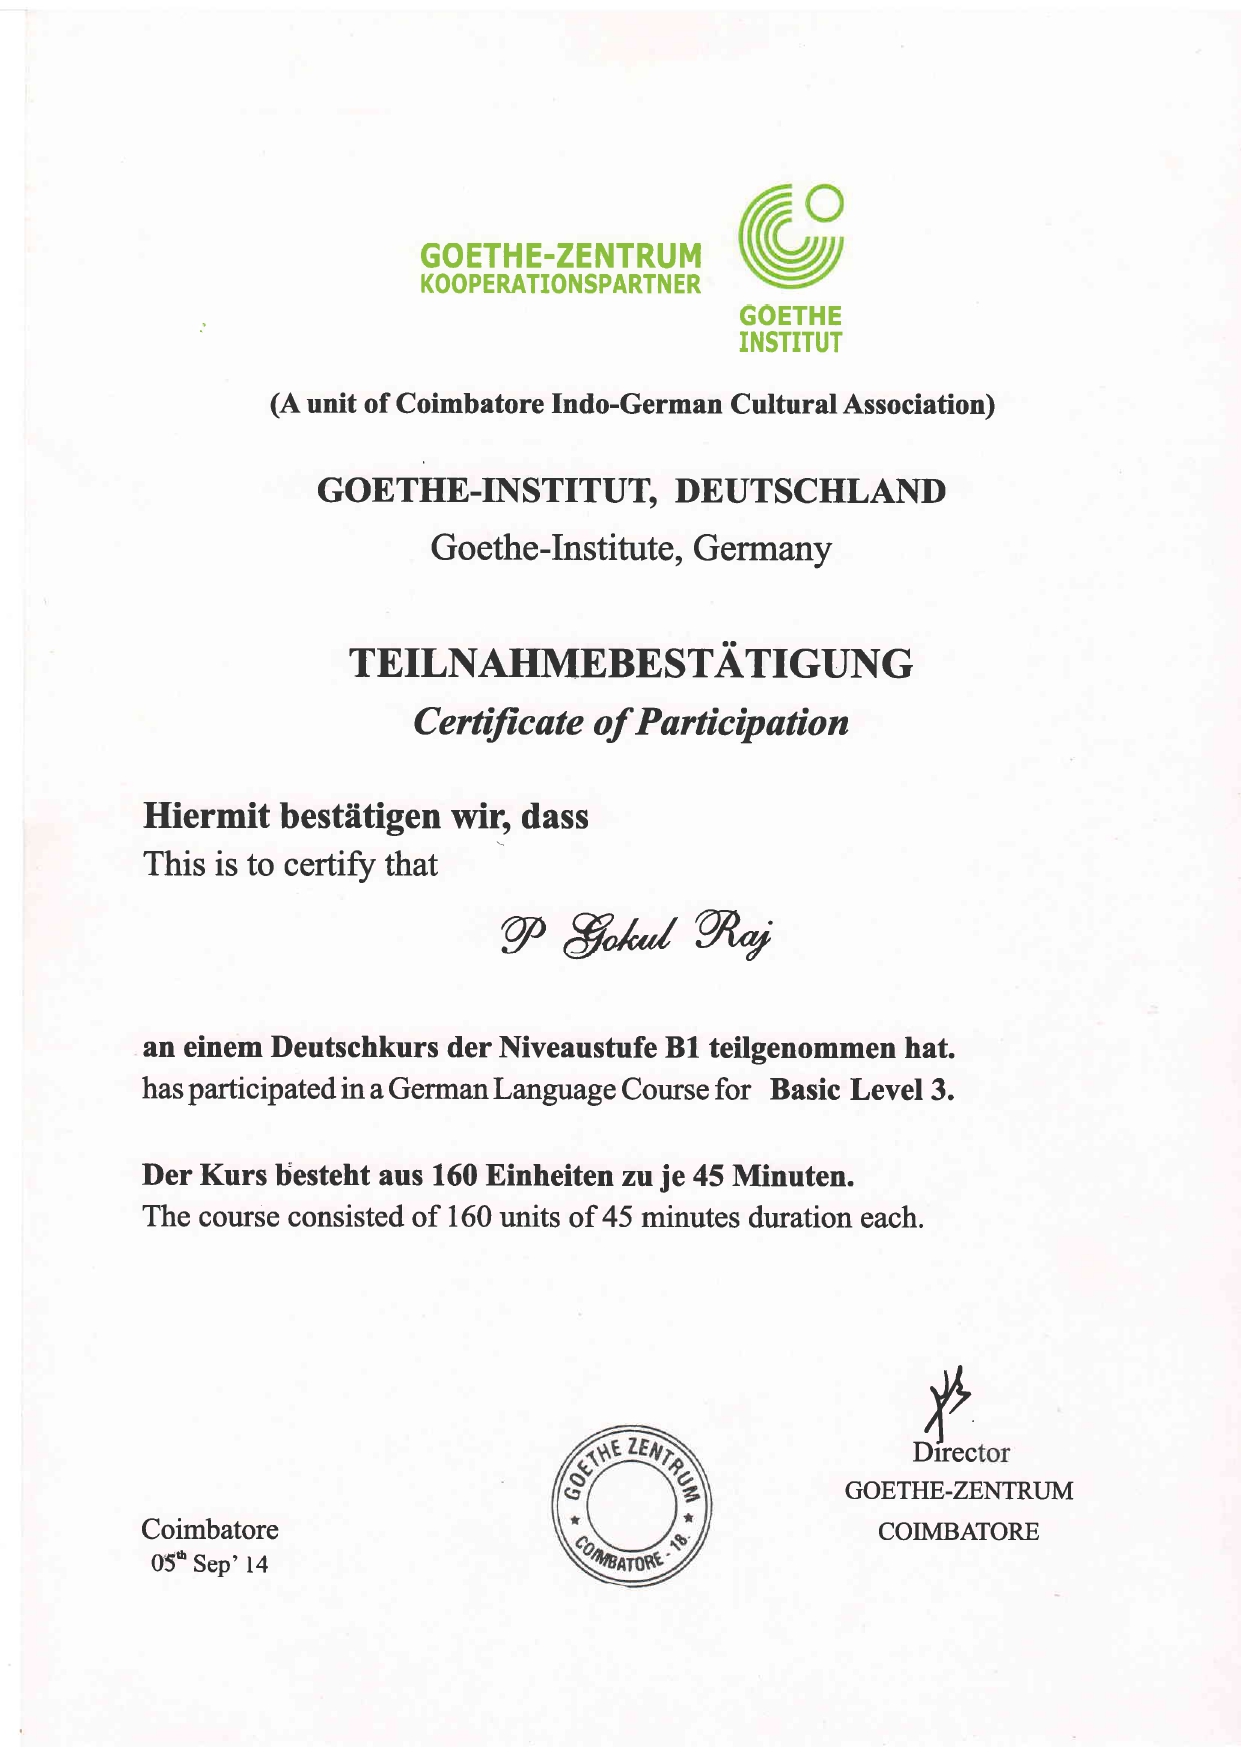 GOETHE-ZENTRUM
KOOPERATIONSPARTNER
GOETHE
INSTITUT
(A unit of Coimbatore Indo-German Cultural Association)
GOETHE-INSTITUT, DEUTSCHLAND
Goethe-Institute, Germany
TEILNAHMEBESTÄTIGUNG
Certificate of Participation
Hiermit bestätigen wir, dass
This is to certify that
P Gokul Raj
an einem Deutschkurs der Niveaustufe B1 teilgenommen hat.
has participated in a German Language Course for Basic Level 3.
Der Kurs besteht aus 160 Einheiten zu je 45 Minuten.
The course consisted of 160 units of 45 minutes duration each.
Director
GOETHE-ZENTRUM
COIMBATORE
GOETHE ZENTRUM
★ COIMBATORE - 18. ★
Coimbatore
05th Sep' 14